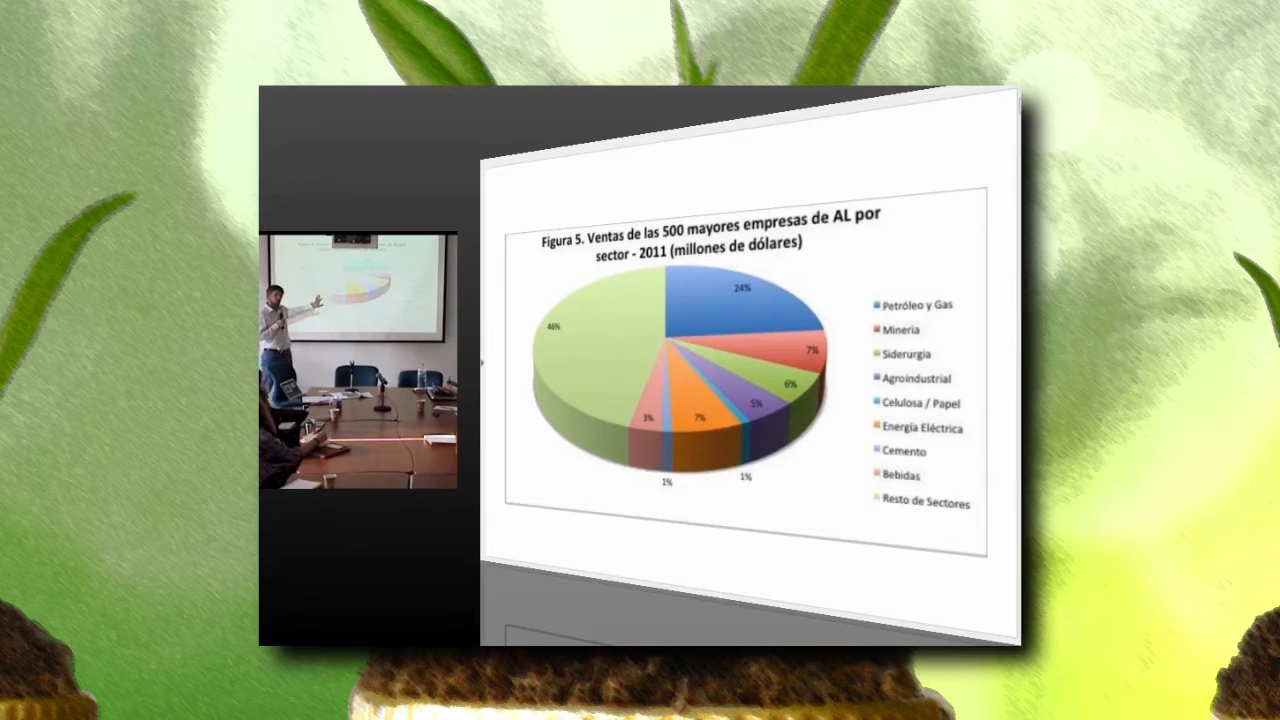 Figura 5. Ventas de las 500 mayores empresas de AL por
sector - 2011 (millones de dólares)
24%
7%
6%
5%
1%
7%
1%
3%
46%
Petróleo y Gas
Mineria
Siderurgia
Agroindustrial
Celulosa / Papel
Energía Eléctrica
Cemento
Bebidas
Resto de Sectores